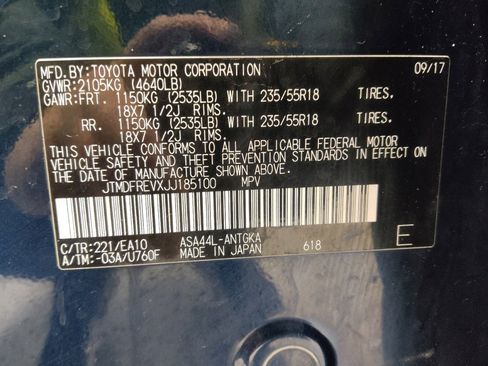 MFD.BY:TOYOTA MOTOR CORPORATION 09/17
GVWR:2105KG (4640LB)
GAWR:FRT. 1150KG (2535LB) WITH 235/55R18 TIRES.
18X7 1/2J RIMS.
RR. 1150KG (2535LB) WITH 235/55R18 TIRES.
18X7 1/2J RIMS.
THIS VEHICLE CONFORMS TO ALL APPLICABLE FEDERAL MOTOR
VEHICLE SAFETY AND THEFT PREVENTION STANDARDS IN EFFECT
ON THE DATE OF MANUFACTURE SHOWN ABOVE.
JTMDFREVXJJ185100 MPV
C/TR:221/EA10 ASA44L-ANTGKA 618 E
A/TM:-03A/U760F MADE IN JAPAN